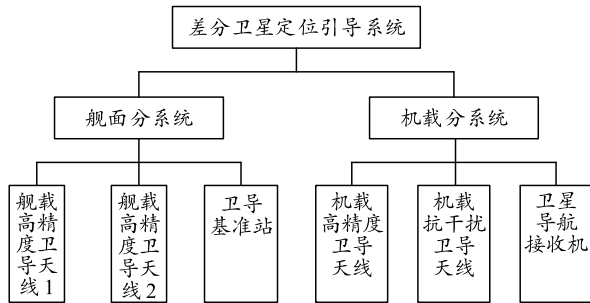 差分卫星定位引导系统
舰面分系统
机载分系统
舰载
高精
度卫
导天
线1
舰载
高精
度卫
导天
线2
卫导
基准站
机载
高精度
卫导
天线
机载
抗干扰
卫导
天线
卫星
导航
接收机